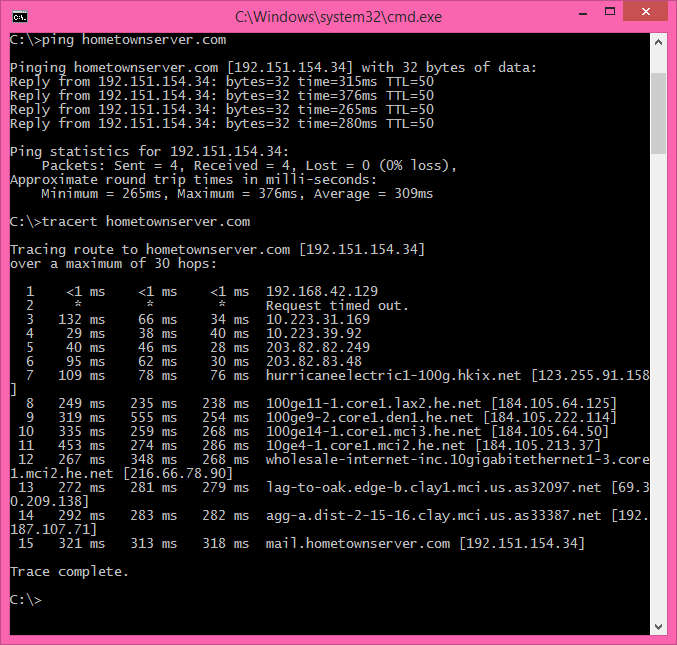 C:\Windows\system32\cmd.exe
C:\>ping hometownserver.com
Pinging hometownserver.com [192.151.154.34] with 32 bytes of data:
Reply from 192.151.154.34: bytes=32 time=315ms TTL=50
Reply from 192.151.154.34: bytes=32 time=376ms TTL=50
Reply from 192.151.154.34: bytes=32 time=265ms TTL=50
Reply from 192.151.154.34: bytes=32 time=280ms TTL=50
Ping statistics for 192.151.154.34:
    Packets: Sent = 4, Received = 4, Lost = 0 (0% loss),
Approximate round trip times in milli-seconds:
    Minimum = 265ms, Maximum = 376ms, Average = 309ms
C:\>tracert hometownserver.com
Tracing route to hometownserver.com [192.151.154.34]
over a maximum of 30 hops:
  1    <1 ms    <1 ms    <1 ms  192.168.42.129
  2     *        *        *     Request timed out.
  3   132 ms    66 ms    34 ms  10.223.31.169
  4    29 ms    38 ms    40 ms  10.223.39.92
  5    40 ms    46 ms    28 ms  203.82.82.249
  6    95 ms    62 ms    30 ms  203.82.83.48
  7   109 ms    78 ms    76 ms  hurricaneelectric1-100g.hkix.net [123.255.91.158
]
  8   249 ms   235 ms   238 ms  100ge11-1.core1.lax2.he.net [184.105.64.125]
  9   319 ms   555 ms   254 ms  100ge9-2.core1.den1.he.net [184.105.222.114]
 10   335 ms   259 ms   268 ms  100ge14-1.core1.mci3.he.net [184.105.64.50]
 11   453 ms   274 ms   286 ms  10ge4-1.core1.mci2.he.net [184.105.213.37]
 12   267 ms   348 ms   268 ms  wholesale-internet-inc.10gigabitethernet1-3.core
1.mci2.he.net [216.66.78.90]
 13   272 ms   281 ms   279 ms  lag-to-oak.edge-b.clay1.mci.us.as32097.net [69.3
0.209.138]
 14   292 ms   283 ms   282 ms  agg-a.dist-2-15-16.clay.mci.us.as33387.net [192.
187.107.71]
 15   321 ms   313 ms   318 ms  mail.hometownserver.com [192.151.154.34]
Trace complete.
C:\>